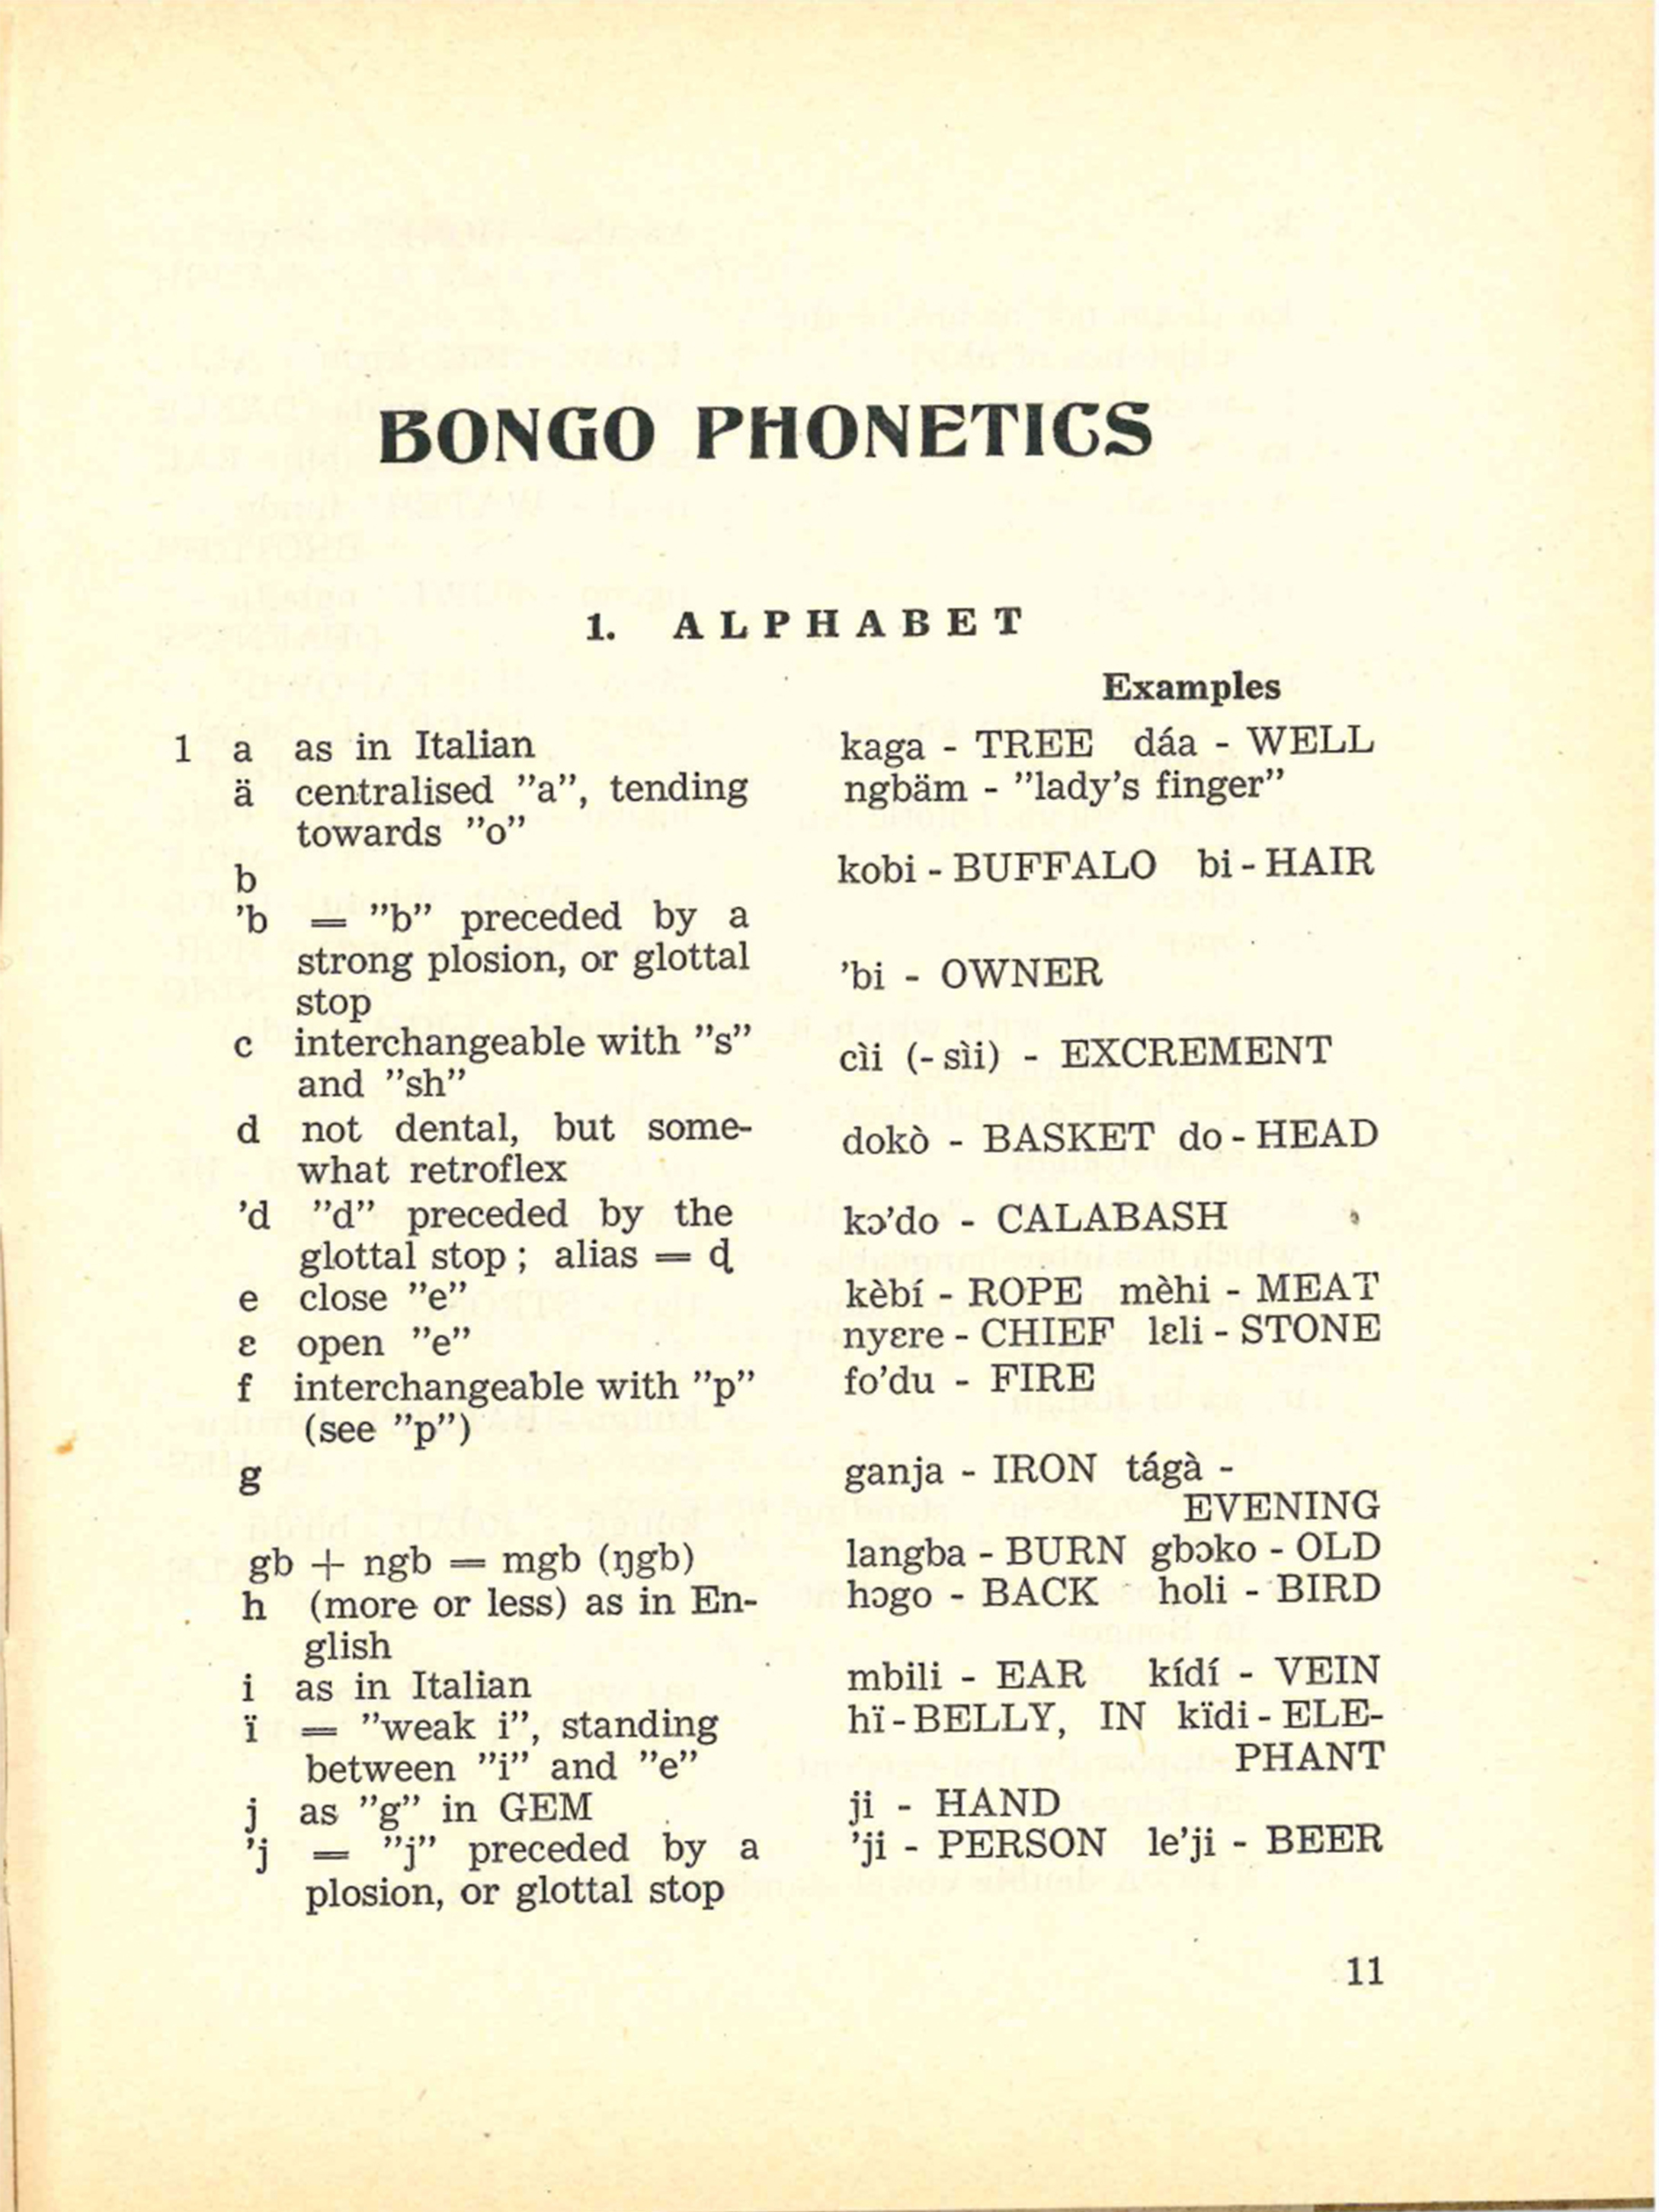 BONGO PHONETICS
1. ALPHABET
Examples
1 a as in Italian kaga - TREE dáa - WELL
ä centralised ”a”, tending ngbäm - ”lady's finger”
towards ”o”
b kobi - BUFFALO bi - HAIR
’b = ”b” preceded by a
strong plosion, or glottal ’bi - OWNER
stop
c interchangeable with ”s” cìi (- sìi) - EXCREMENT
and ”sh”
d not dental, but some- dokò - BASKET do - HEAD
what retroflex
’d ”d” preceded by the kɔ’do - CALABASH
glottal stop ; alias = ɖ
e close ”e” kèbí - ROPE mèhi - MEAT
ɛ open ”e” nyɛre - CHIEF lɛli - STONE
f interchangeable with ”p” fo’du - FIRE
(see ”p”)
g ganja - IRON tágà -
EVENING
gb + ngb = mgb (ŋgb) langba - BURN gbɔko - OLD
h (more or less) as in En- hɔgo - BACK holi - BIRD
glish
i as in Italian mbili - EAR kídí - VEIN
ï = ”weak i”, standing hï - BELLY, IN kïdi - ELE-
between ”i” and ”e” PHANT
j as ”g” in GEM ji - HAND
’j = ”j” preceded by a ’ji - PERSON le’ji - BEER
plosion, or glottal stop
11